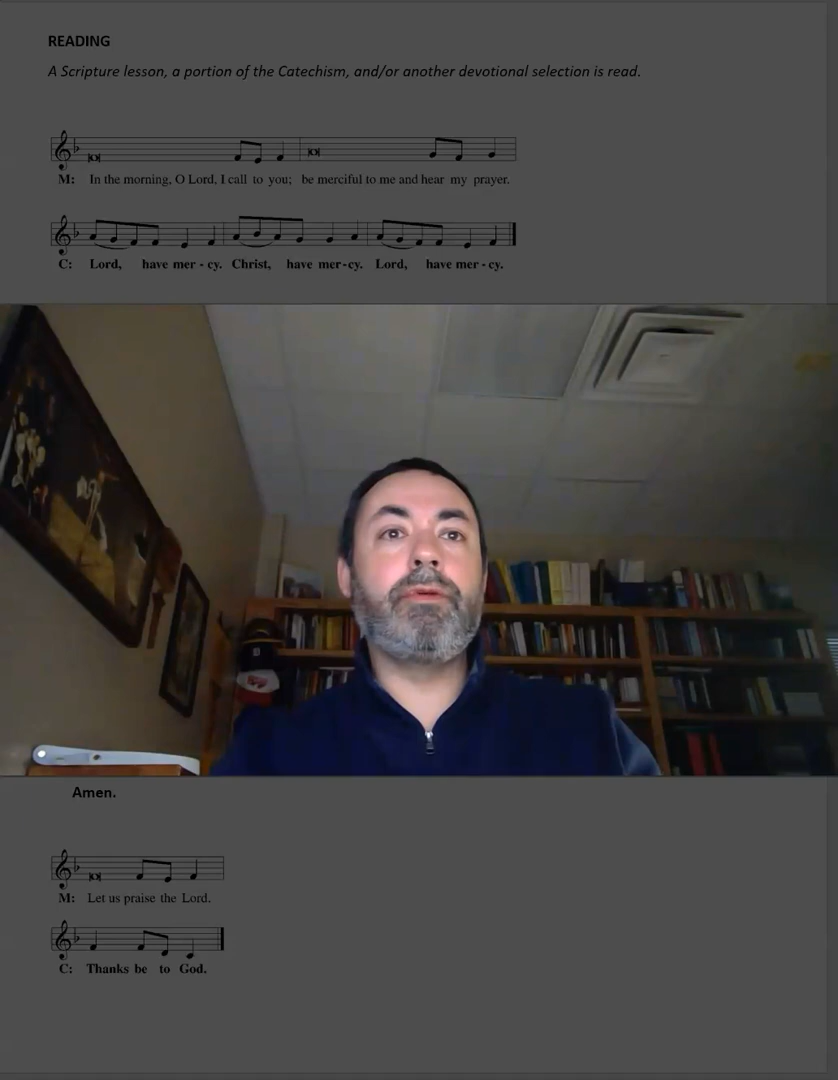 READING
A Scripture lesson, a portion of the Catechism, and/or another devotional selection is read.
M: In the morning, O Lord, I call to you; be merciful to me and hear my prayer.
C: Lord, have mer - cy. Christ, have mer - cy. Lord, have mer - cy.
Amen.
M: Let us praise the Lord.
C: Thanks be to God.